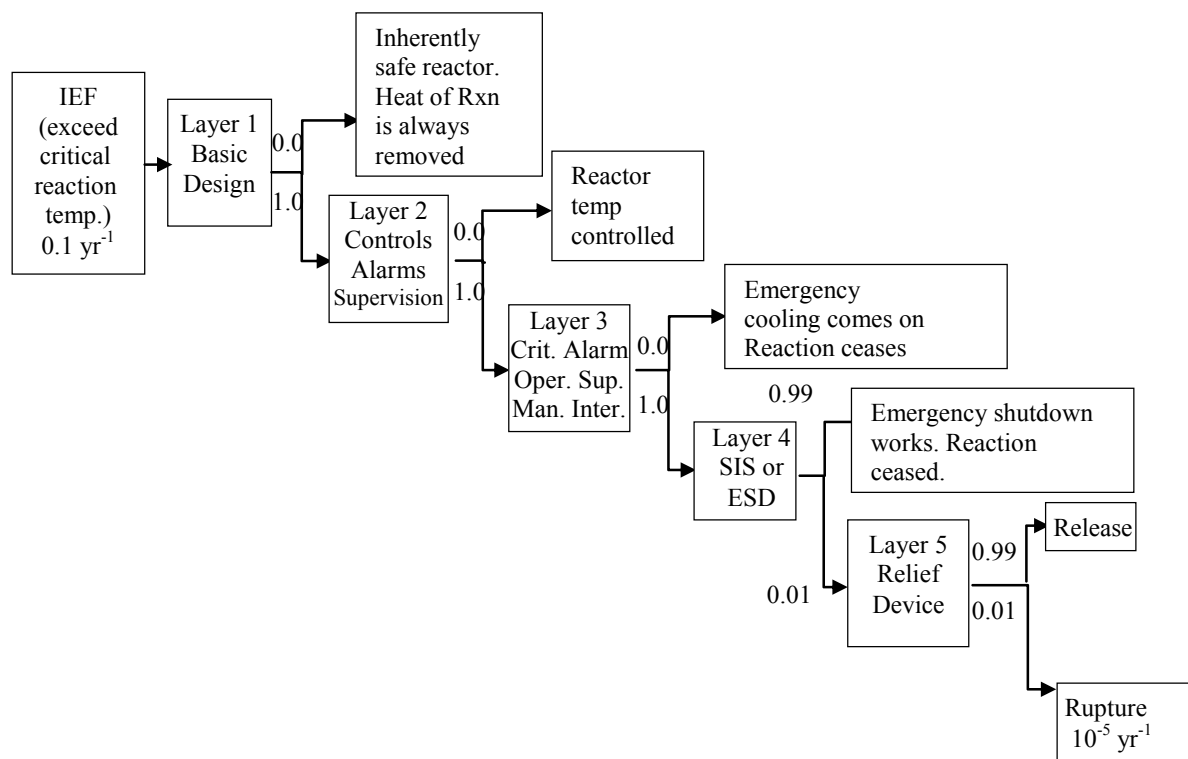 IEF
(exceed
critical
reaction
temp.)
0.1 yr⁻¹
Layer 1
Basic
Design
0.0
1.0
Inherently
safe reactor.
Heat of Rxn
is always
removed
Layer 2
Controls
Alarms
Supervision
0.0
1.0
Reactor
temp
controlled
Layer 3
Crit. Alarm
Oper. Sup.
Man. Inter.
0.0
1.0
Emergency
cooling comes on
Reaction ceases
Layer 4
SIS or
ESD
0.99
0.01
Emergency shutdown
works. Reaction
ceased.
Layer 5
Relief
Device
0.99
0.01
Release
Rupture
10⁻⁵ yr⁻¹